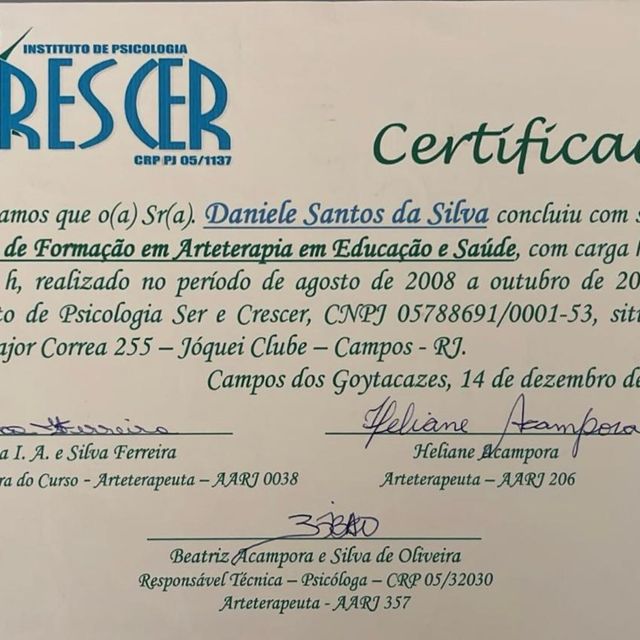 INSTITUTO DE PSICOLOGIA
RESCER
CRP PJ 05/1137
Certifica
amos que o(a) Sr(a). Daniele Santos da Silva concluiu com s
de Formação em Arteterapia em Educação e Saúde, com carga h
h, realizado no período de agosto de 2008 a outubro de 20
to de Psicologia Ser e Crescer, CNPJ 05788691/0001-53, sit
ajor Correa 255 – Jóquei Clube – Campos - RJ.
Campos dos Goytacazes, 14 de dezembro de
Ferreira Heliane Acampora
a I. A. e Silva Ferreira Heliane Acampora
ra do Curso - Arteterapeuta – AARJ 0038 Arteterapeuta – AARJ 206
Beatriz Acampora e Silva de Oliveira
Responsável Técnica – Psicóloga – CRP 05/32030
Arteterapeuta - AARJ 357